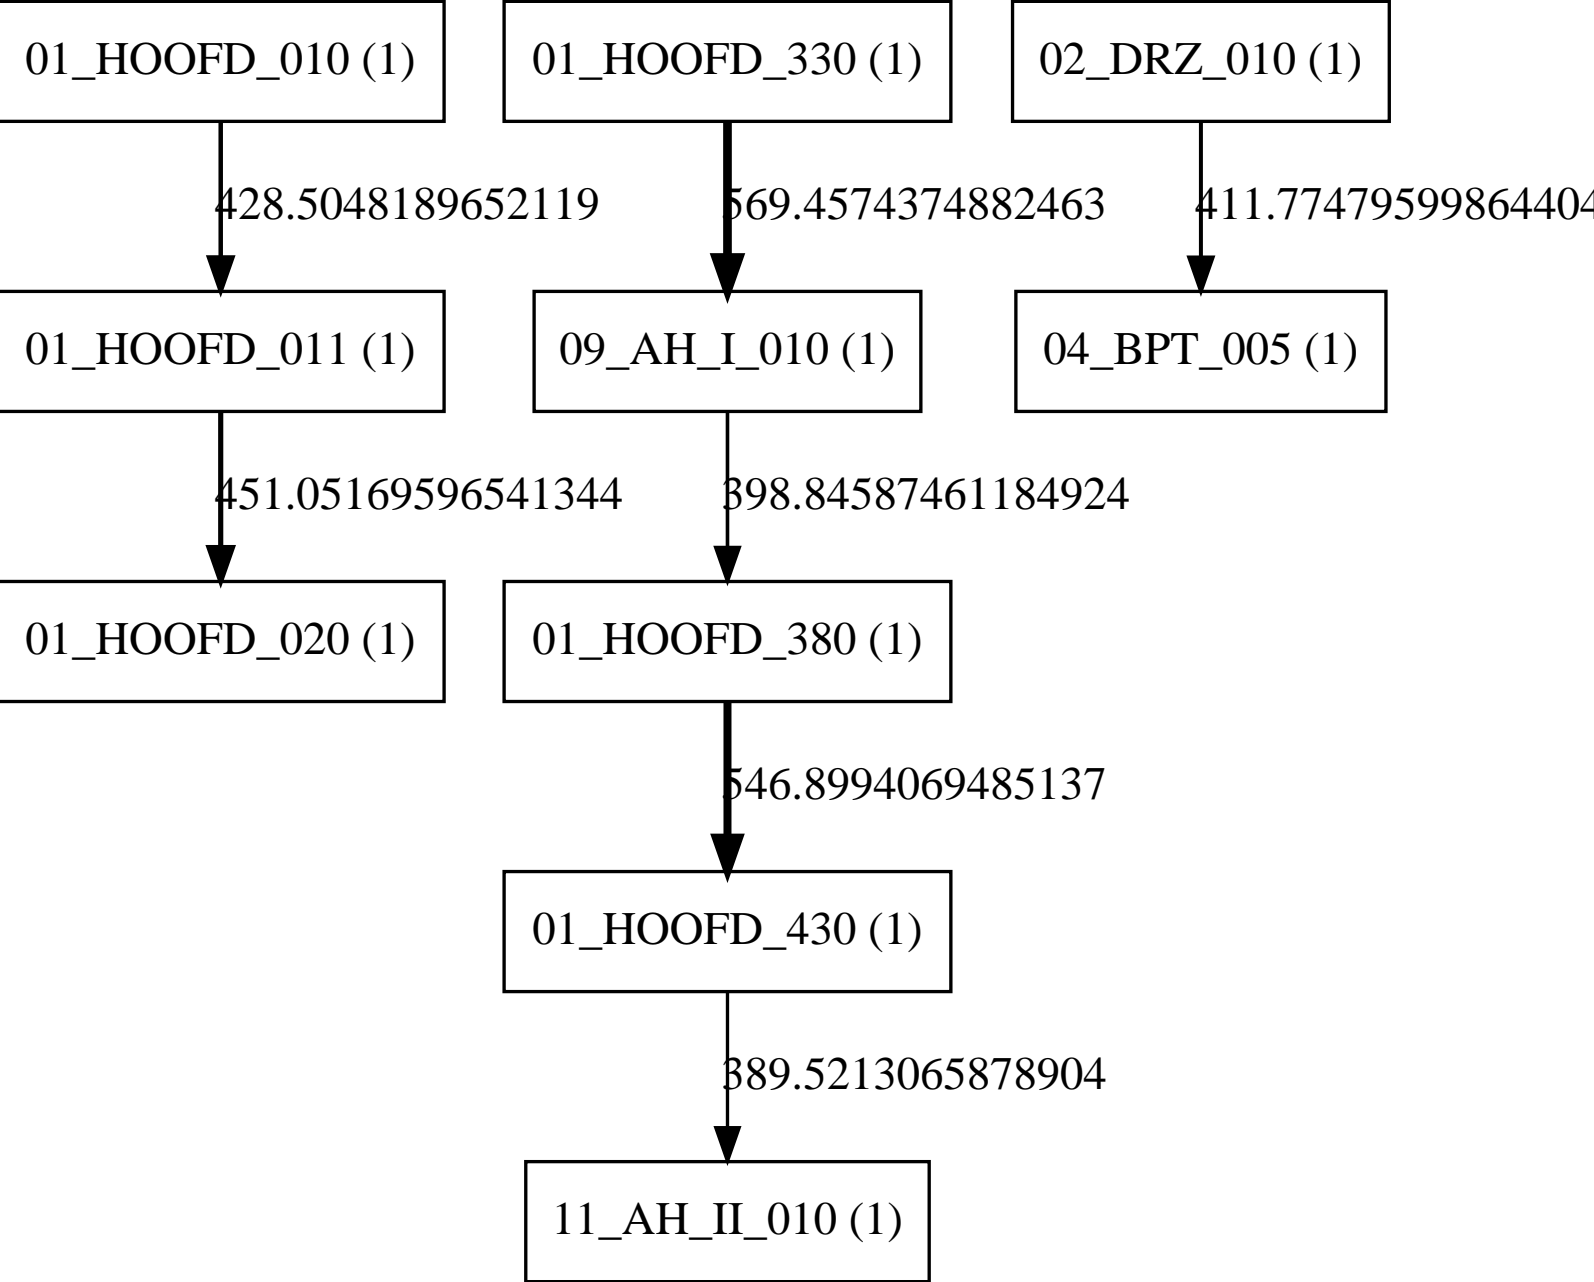 01_HOOFD_010 (1)
01_HOOFD_330 (1)
02_DRZ_010 (1)
428.5048189652119
569.4574374882463
411.77479599864404
01_HOOFD_011 (1)
09_AH_I_010 (1)
04_BPT_005 (1)
451.05169596541344
398.84587461184924
01_HOOFD_020 (1)
01_HOOFD_380 (1)
546.8994069485137
01_HOOFD_430 (1)
389.5213065878904
11_AH_II_010 (1)